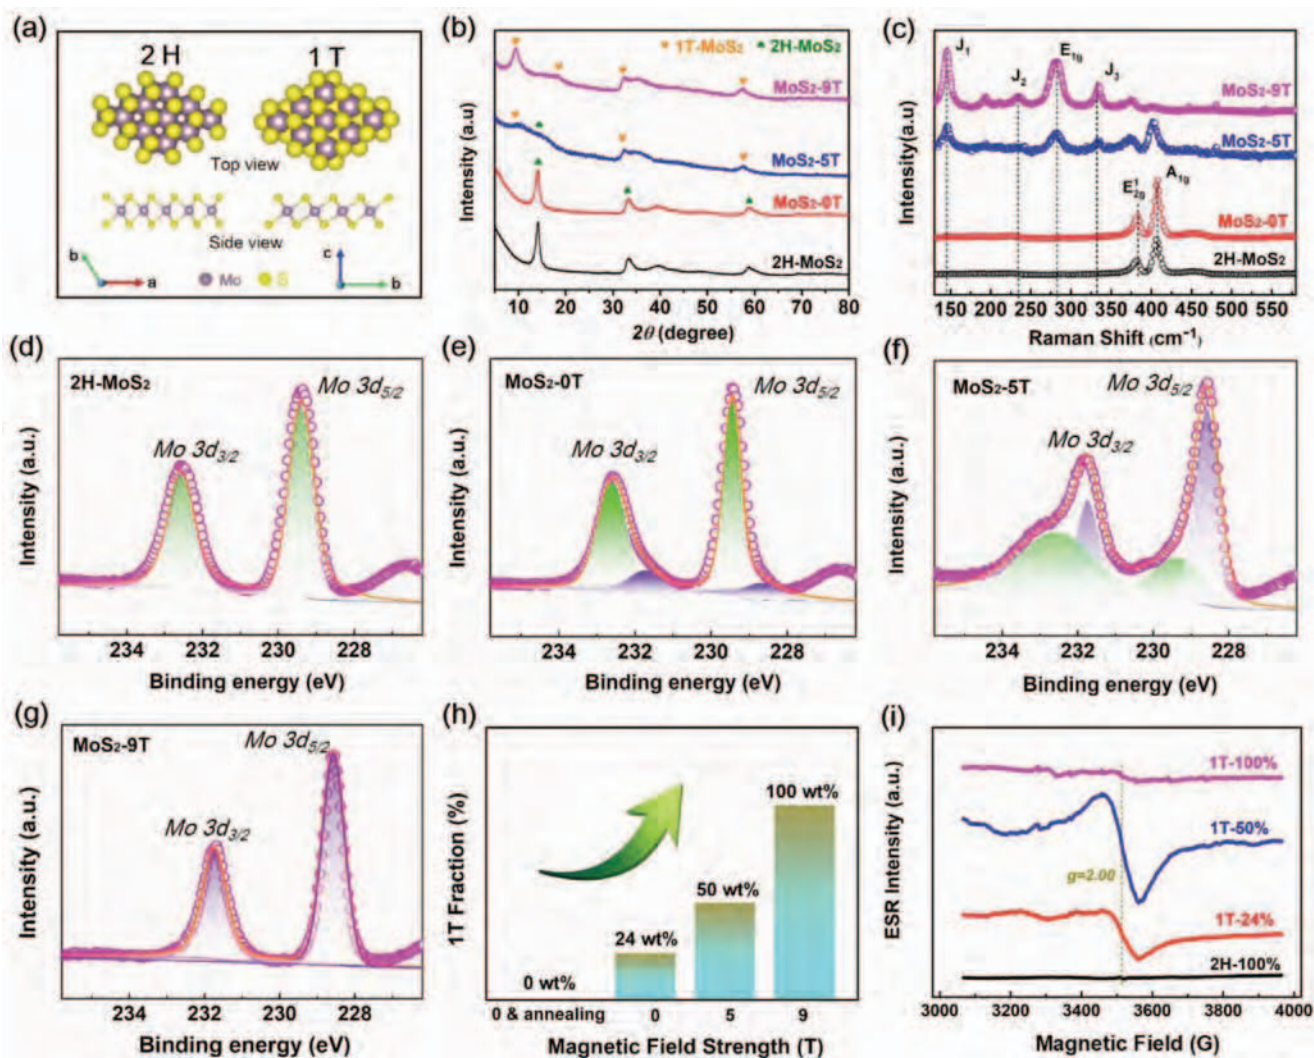 (a)
2 H
1T
Top view
Side view
b
a
Mo
S
c
b
(b)
1T-MoS₂
2H-MoS₂
MoS₂-9T
MoS₂-5T
MoS₂-0T
2H-MoS₂
Intensity (a.u)
5 10 20 30 40 50 60 70 80
2θ (degree)
(c)
J₁
J₂
E₁g
J₃
MoS₂-9T
MoS₂-5T
E¹₂g
A₁g
MoS₂-0T
2H-MoS₂
Intensity(a.u)
150 200 250 300 350 400 450 500 550
Raman Shift (cm⁻¹)
(d)
2H-MoS₂
Mo 3d₅/₂
Mo 3d₃/₂
Intensity (a.u.)
234 232 230 228
Binding energy (eV)
(e)
MoS₂-0T
Mo 3d₅/₂
Mo 3d₃/₂
Intensity (a.u.)
234 232 230 228
Binding energy (eV)
(f)
MoS₂-5T
Mo 3d₅/₂
Mo 3d₃/₂
Intensity (a.u.)
234 232 230 228
Binding energy (eV)
(g)
MoS₂-9T
Mo 3d₅/₂
Mo 3d₃/₂
Intensity (a.u.)
234 232 230 228
Binding energy (eV)
(h)
100 wt%
50 wt%
24 wt%
0 wt%
1T Fraction (%)
0 & annealing 0 5 9
Magnetic Field Strength (T)
(i)
1T-100%
1T-50%
g=2.00
1T-24%
2H-100%
ESR Intensity (a.u.)
3000 3200 3400 3600 3800 4000
Magnetic Field (G)